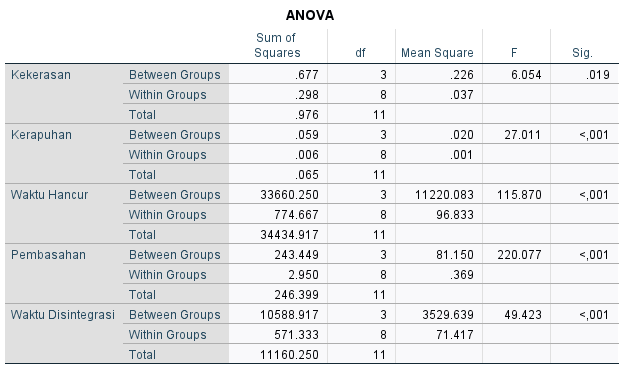 ANOVA
Sum of Squares df Mean Square F Sig.
Kekerasan Between Groups .677 3 .226 6.054 .019
Within Groups .298 8 .037
Total .976 11
Kerapuhan Between Groups .059 3 .020 27.011 <,001
Within Groups .006 8 .001
Total .065 11
Waktu Hancur Between Groups 33660.250 3 11220.083 115.870 <,001
Within Groups 774.667 8 96.833
Total 34434.917 11
Pembasahan Between Groups 243.449 3 81.150 220.077 <,001
Within Groups 2.950 8 .369
Total 246.399 11
Waktu Disintegrasi Between Groups 10588.917 3 3529.639 49.423 <,001
Within Groups 571.333 8 71.417
Total 11160.250 11